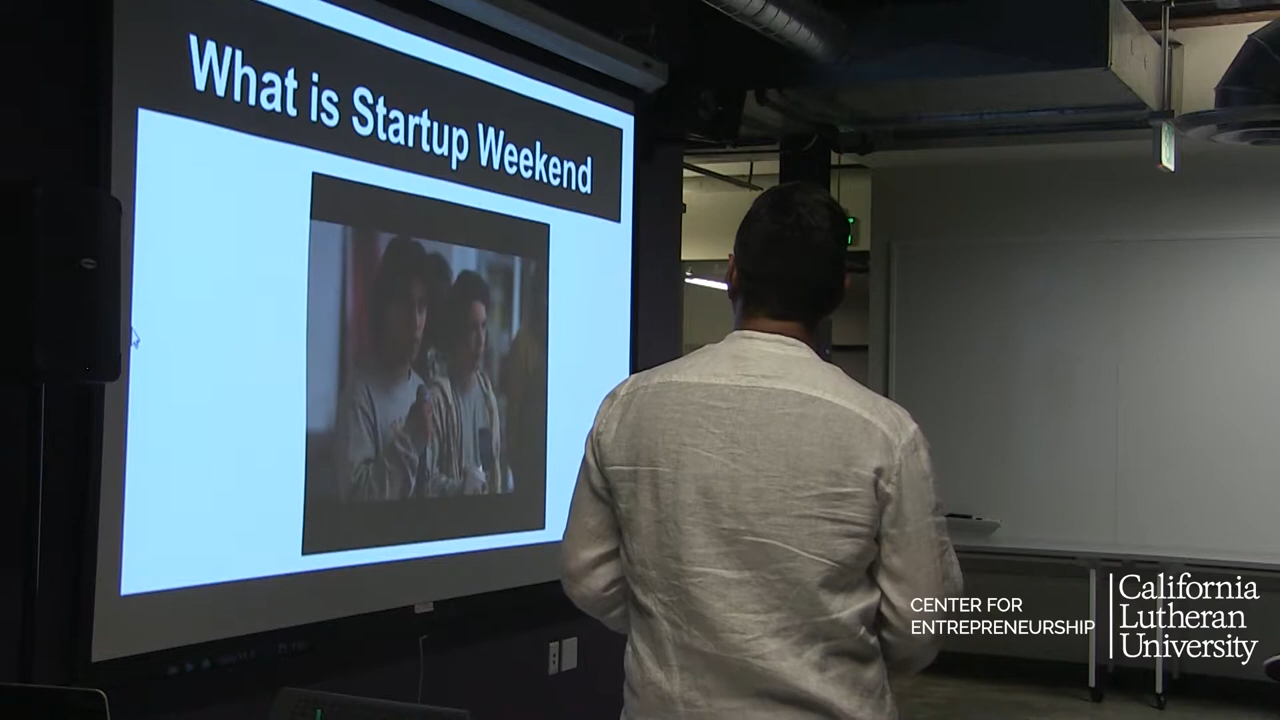 What is Startup Weekend
CENTER FOR
ENTREPRENEURSHIP
California
Lutheran
University